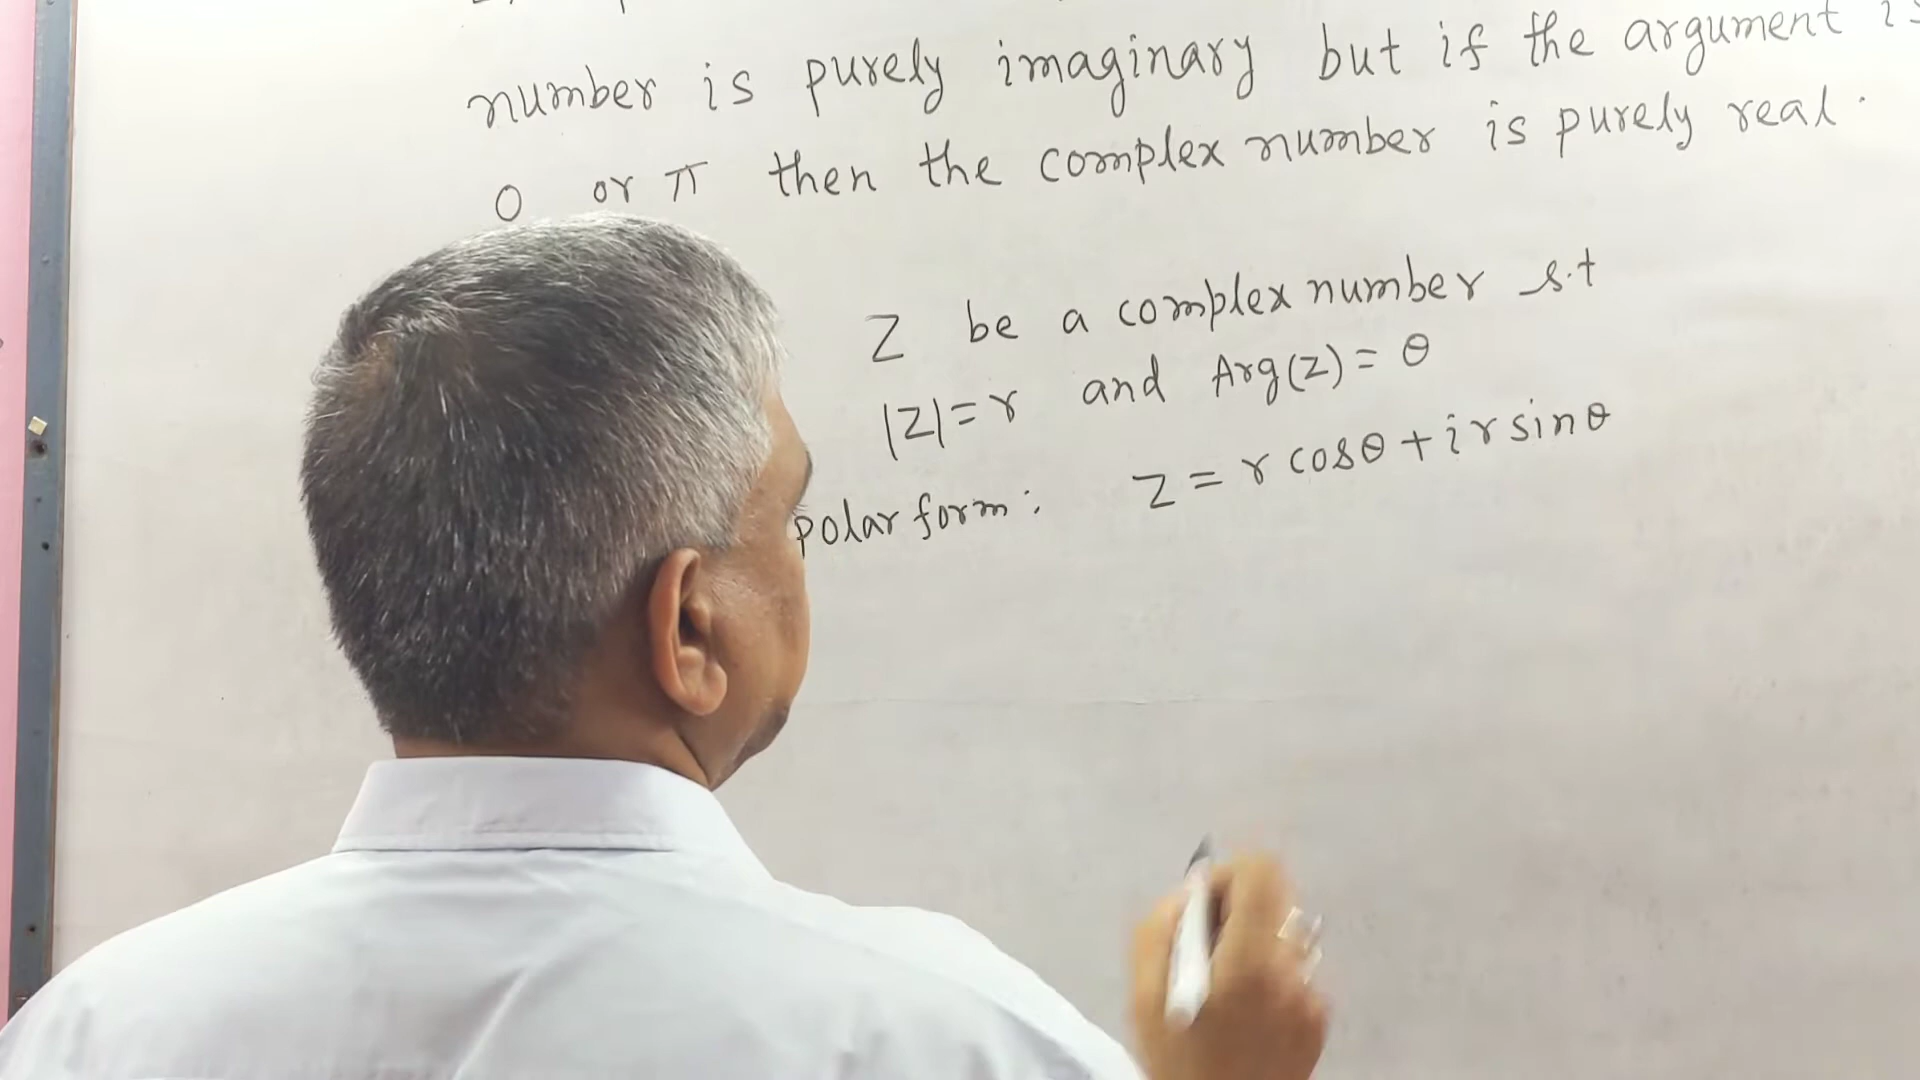 number is purely imaginary but if the argument is
0 or π then the complex number is purely real.
Z be a complex number s.t
|Z| = r and Arg(Z) = θ
polar form: Z = r cosθ + i r sinθ